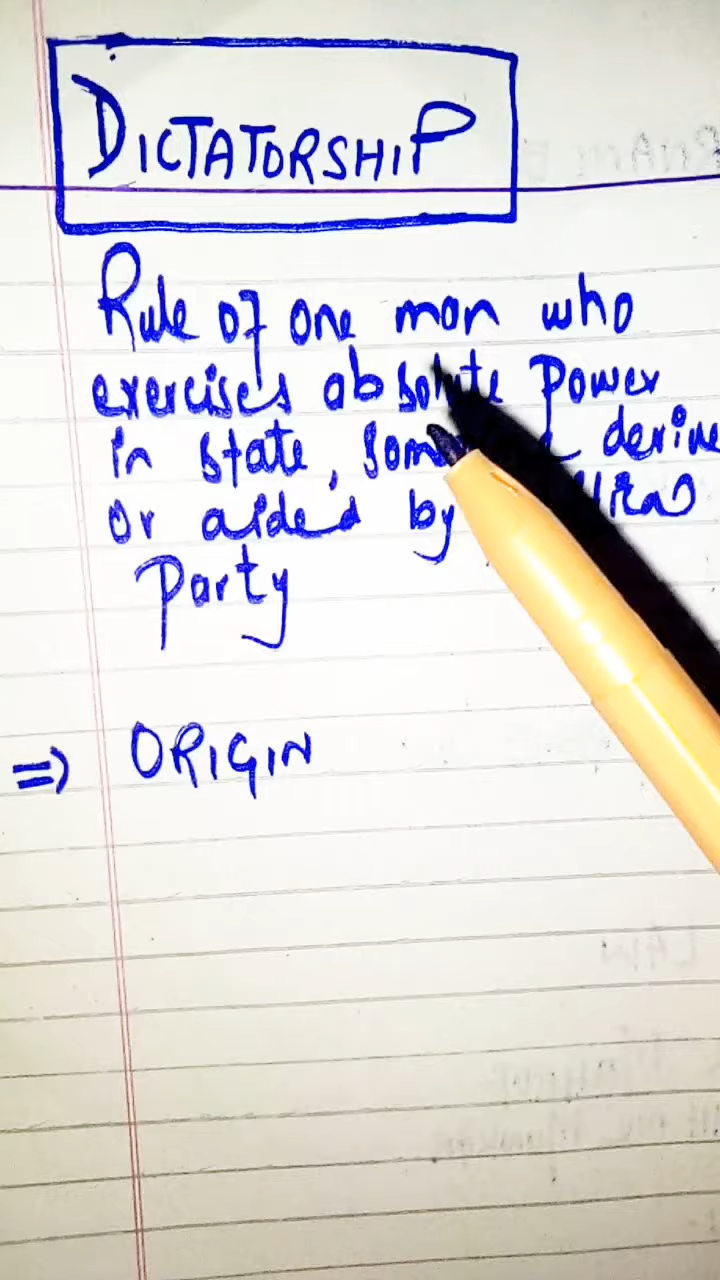 DICTATORSHIP
Rule of one man who
exercises absolute Power
in state,
or aided by
Party
⇒ ORIGIN